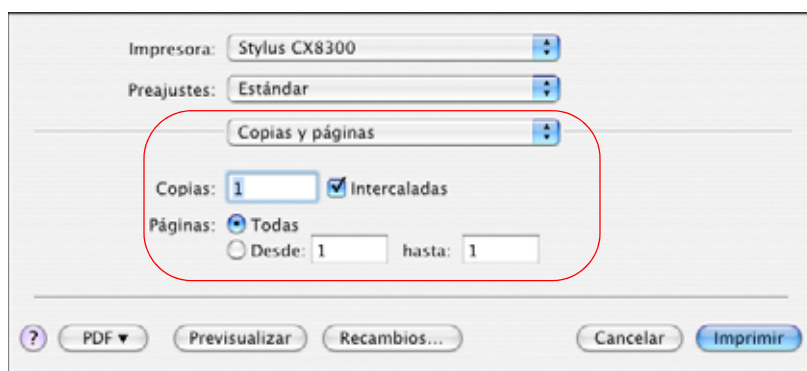 Impresora: Stylus CX8300
Preajustes: Estándar
Copias y páginas
Copias: 1 Intercaladas
Páginas: Todas
Desde: 1 hasta: 1
? PDF Previsualizar Recambios... Cancelar Imprimir